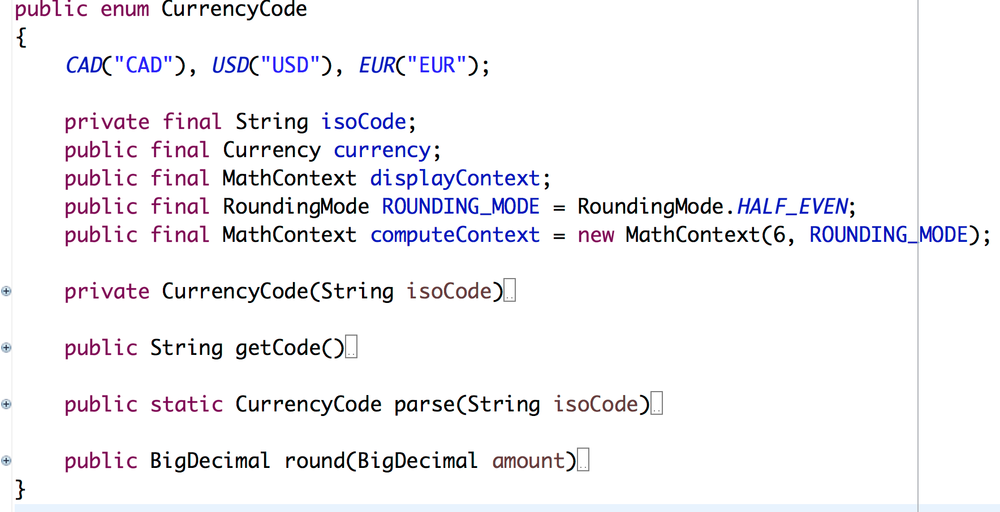 public enum CurrencyCode
{
CAD("CAD"), USD("USD"), EUR("EUR");
private final String isoCode;
public final Currency currency;
public final MathContext displayContext;
public final RoundingMode ROUNDING_MODE = RoundingMode.HALF_EVEN;
public final MathContext computeContext = new MathContext(6, ROUNDING_MODE);
private CurrencyCode(String isoCode)..
public String getCode()..
public static CurrencyCode parse(String isoCode)..
public BigDecimal round(BigDecimal amount)..
}